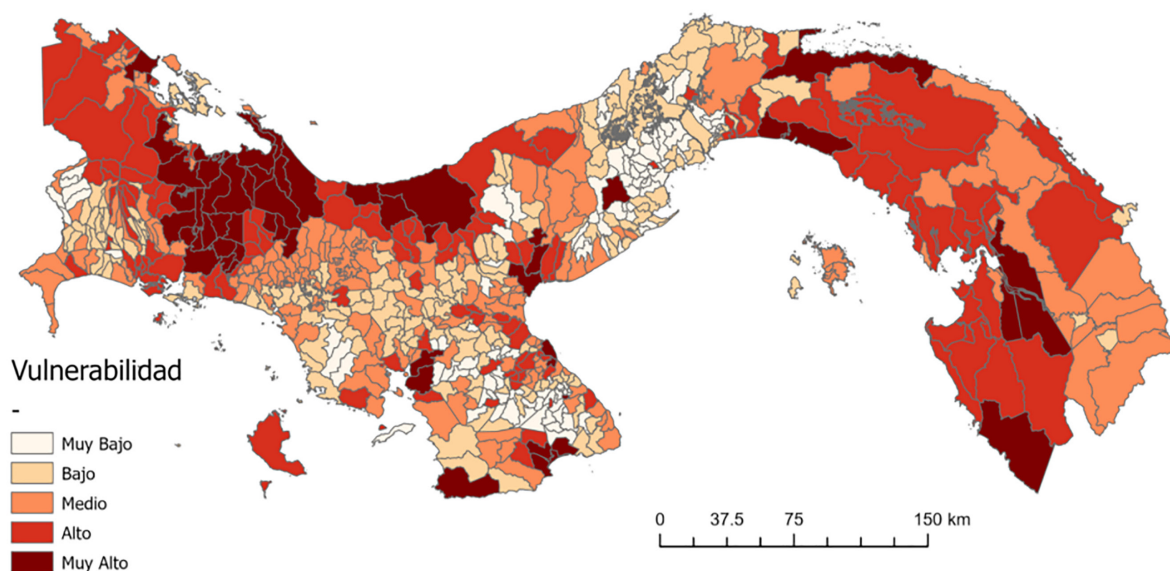 Vulnerabilidad
-
Muy Bajo
Bajo
Medio
Alto
Muy Alto
0 37.5 75 150 km